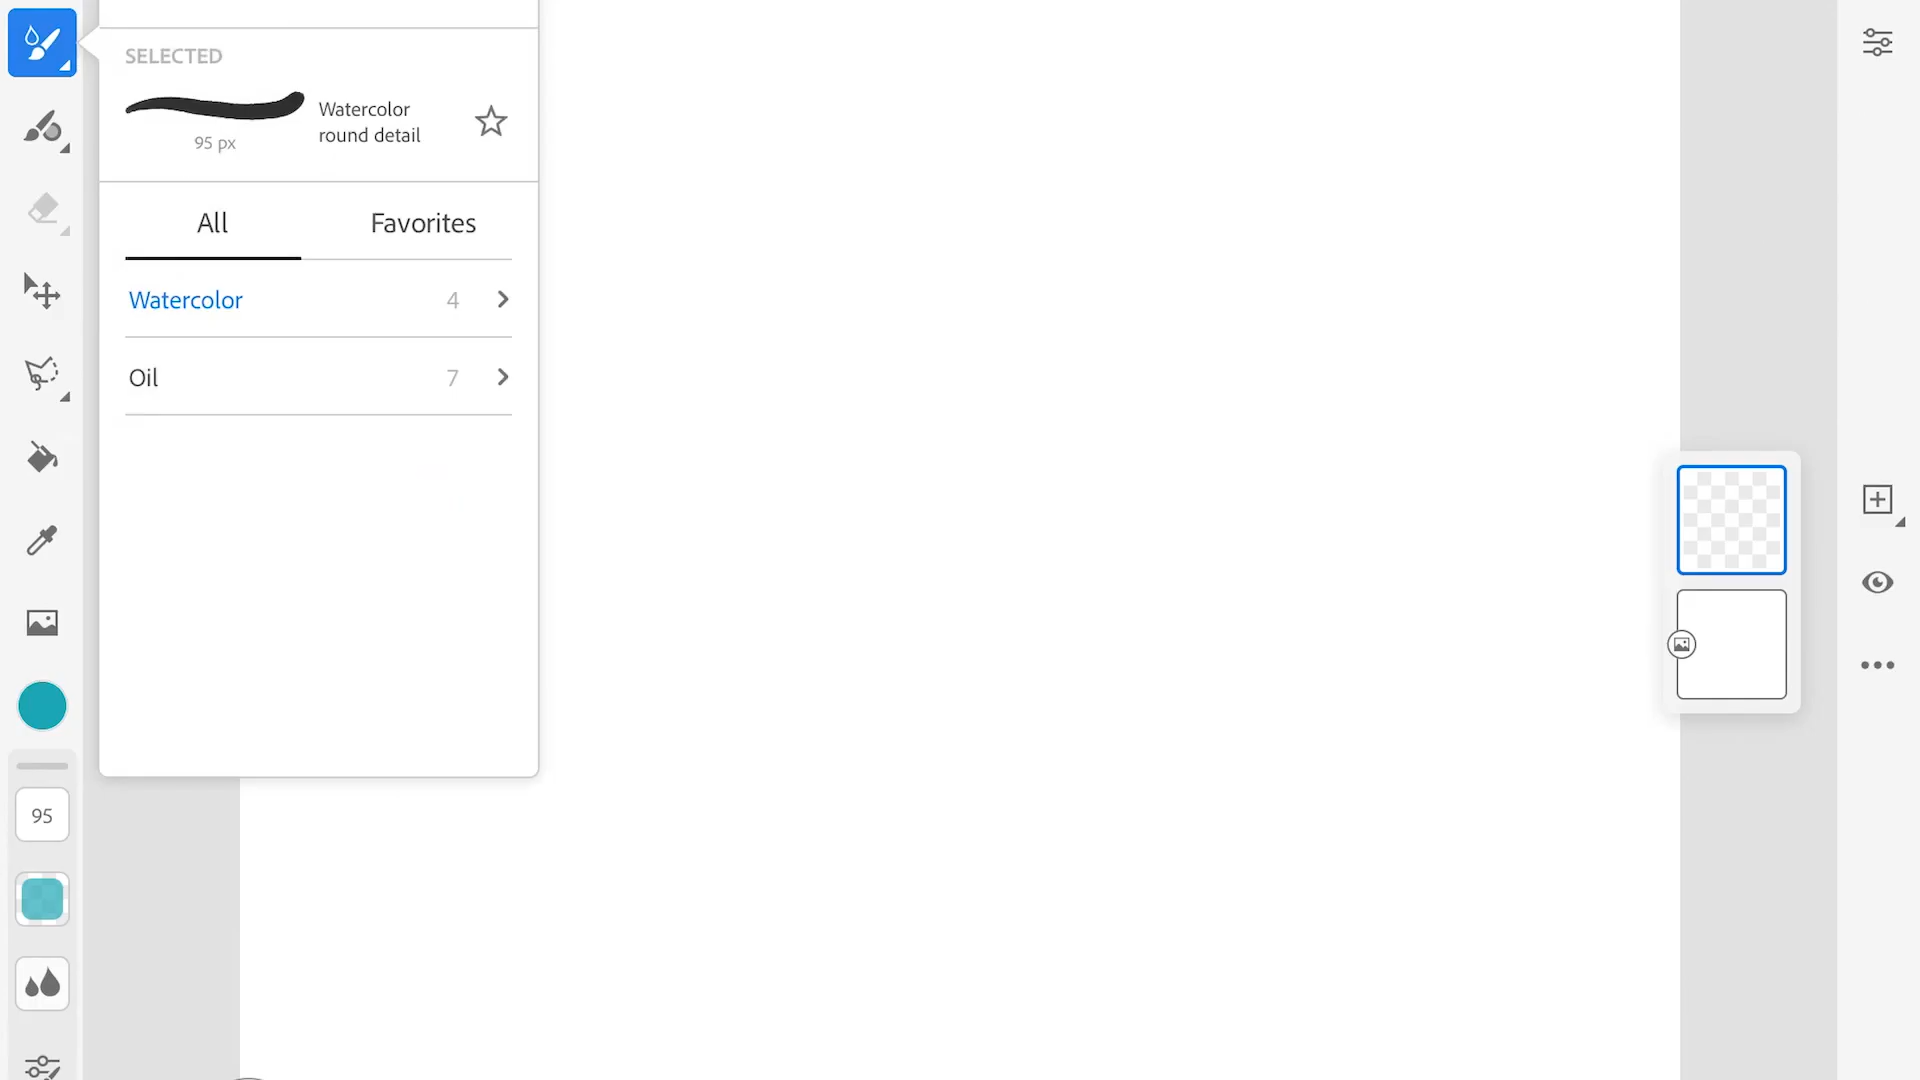 SELECTED
Watercolor
round detail
95 px
All Favorites
Watercolor 4
Oil 7
95